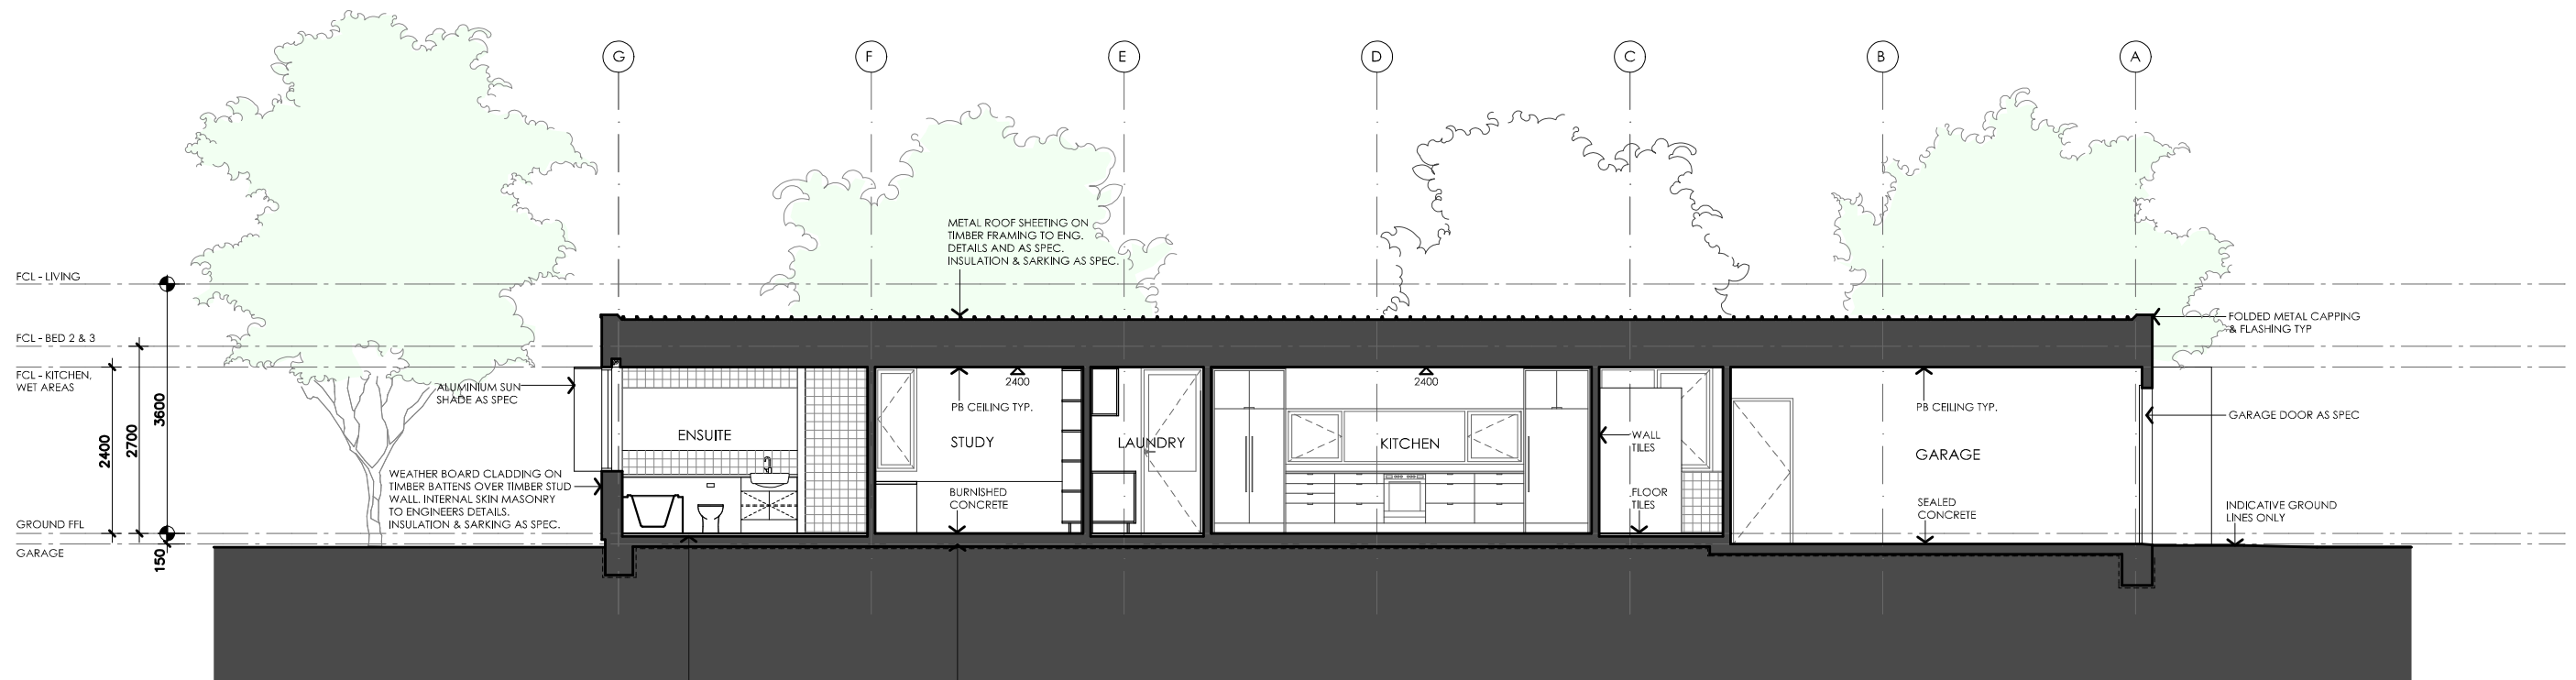 G
F
E
D
C
B
A
METAL ROOF SHEETING ON
TIMBER FRAMING TO ENG.
DETAILS AND AS SPEC.
INSULATION & SARKING AS SPEC.
FCL - LIVING
FCL - BED 2 & 3
FCL - KITCHEN,
WET AREAS
GROUND FFL
GARAGE
2400
2700
3600
150
ALUMINIUM SUN
SHADE AS SPEC
WEATHER BOARD CLADDING ON
TIMBER BATTENS OVER TIMBER STUD
WALL. INTERNAL SKIN MASONRY
TO ENGINEERS DETAILS.
INSULATION & SARKING AS SPEC.
ENSUITE
2400
PB CEILING TYP.
STUDY
BURNISHED
CONCRETE
LAUNDRY
2400
KITCHEN
WALL
TILES
FLOOR
TILES
PB CEILING TYP.
GARAGE
SEALED
CONCRETE
FOLDED METAL CAPPING
& FLASHING TYP
GARAGE DOOR AS SPEC
INDICATIVE GROUND
LINES ONLY